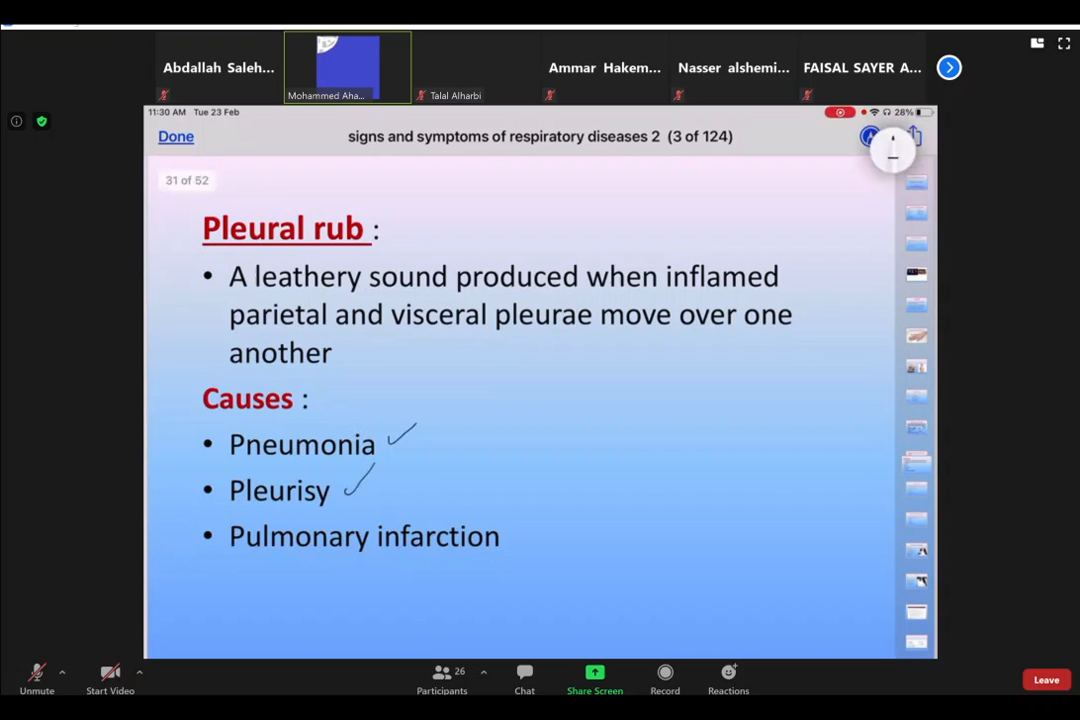 Abdallah Saleh...
Mohammed Aha...
Talal Alharbi
Ammar Hakem...
Nasser alshemi...
FAISAL SAYER A...
11:30 AM Tue 23 Feb
28%
Done
signs and symptoms of respiratory diseases 2 (3 of 124)
31 of 52
Pleural rub :
• A leathery sound produced when inflamed
parietal and visceral pleurae move over one
another
Causes :
• Pneumonia
• Pleurisy
• Pulmonary infarction
Unmute
Start Video
26
Participants
Chat
Share Screen
Record
Reactions
Leave